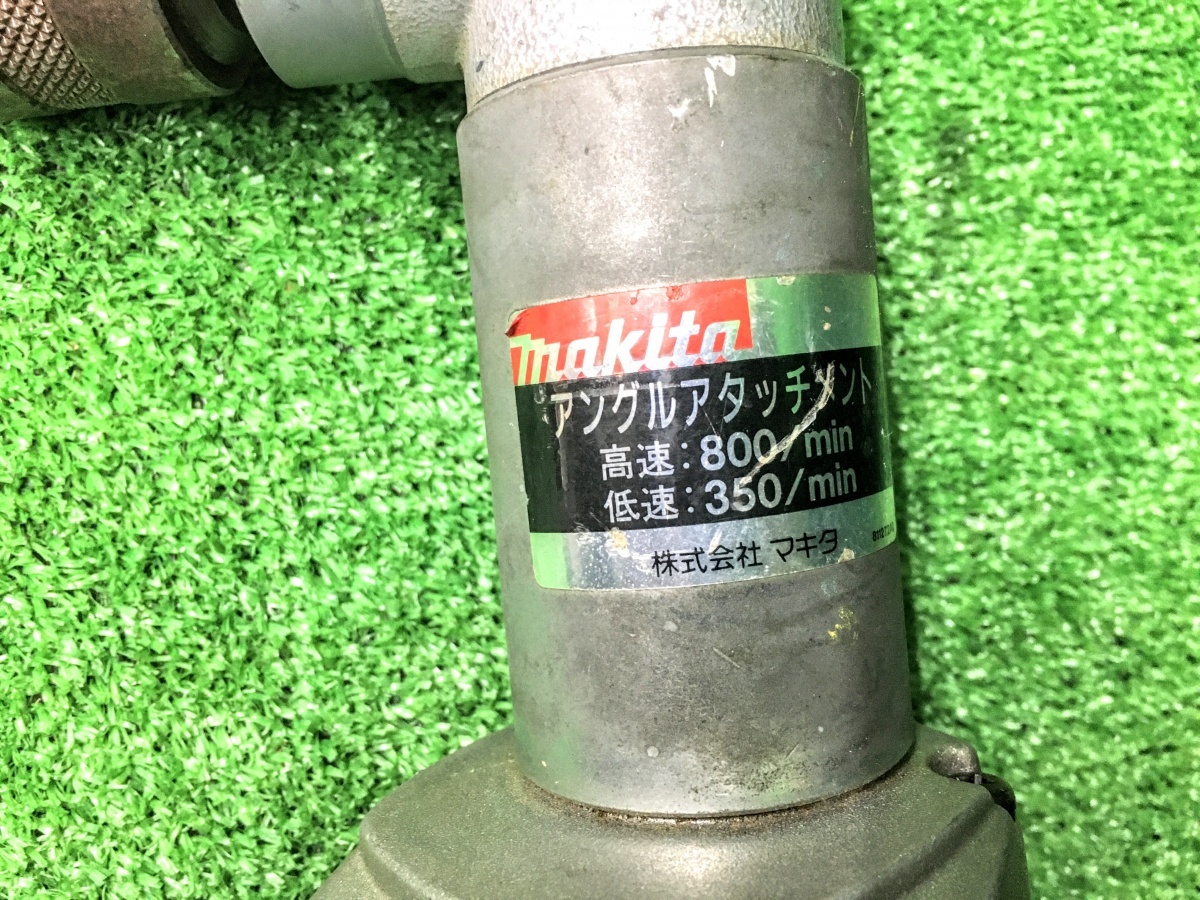 makita
アングルアタッチメント
高速:800/min
低速:350/min
株式会社 マキタ